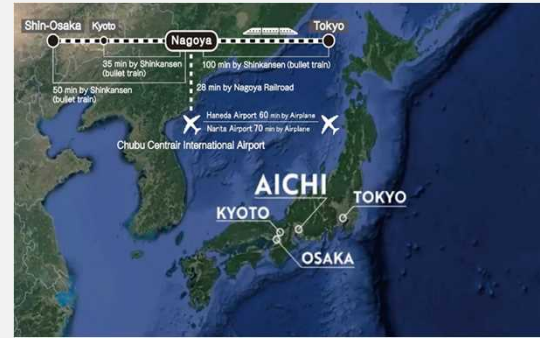 Shin-Osaka Kyoto Nagoya Tokyo
35 min by Shinkansen
(bullet train)
100 min by Shinkansen
(bullet train)
50 min by Shinkansen
(bullet train)
28 min by Nagoya Railroad
Haneda Airport 60 min by Airplane
Narita Airport 70 min by Airplane
Chubu Centrair International Airport
AICHI
KYOTO
TOKYO
OSAKA